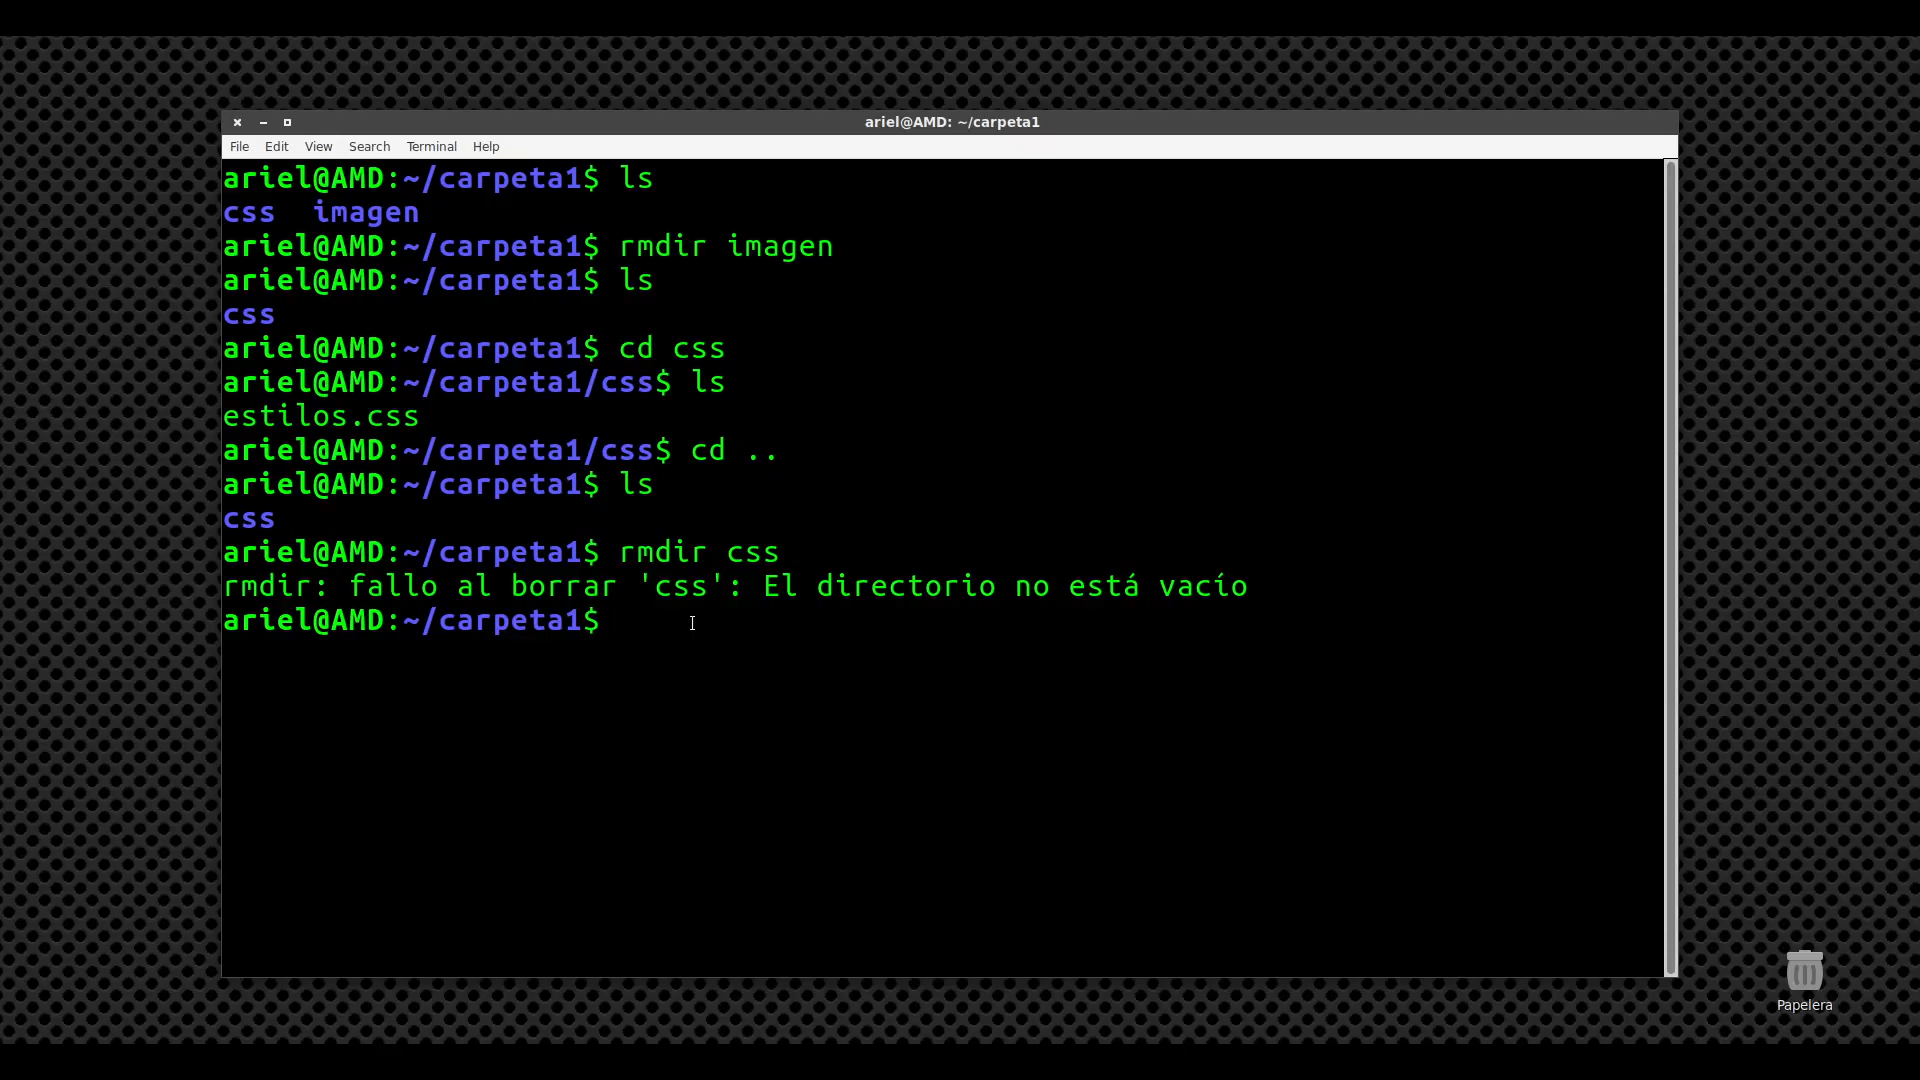 ariel@AMD: ~/carpeta1
File Edit View Search Terminal Help
ariel@AMD:~/carpeta1$ ls
css  imagen
ariel@AMD:~/carpeta1$ rmdir imagen
ariel@AMD:~/carpeta1$ ls
css
ariel@AMD:~/carpeta1$ cd css
ariel@AMD:~/carpeta1/css$ ls
estilos.css
ariel@AMD:~/carpeta1/css$ cd ..
ariel@AMD:~/carpeta1$ ls
css
ariel@AMD:~/carpeta1$ rmdir css
rmdir: fallo al borrar 'css': El directorio no está vacío
ariel@AMD:~/carpeta1$
Papelera